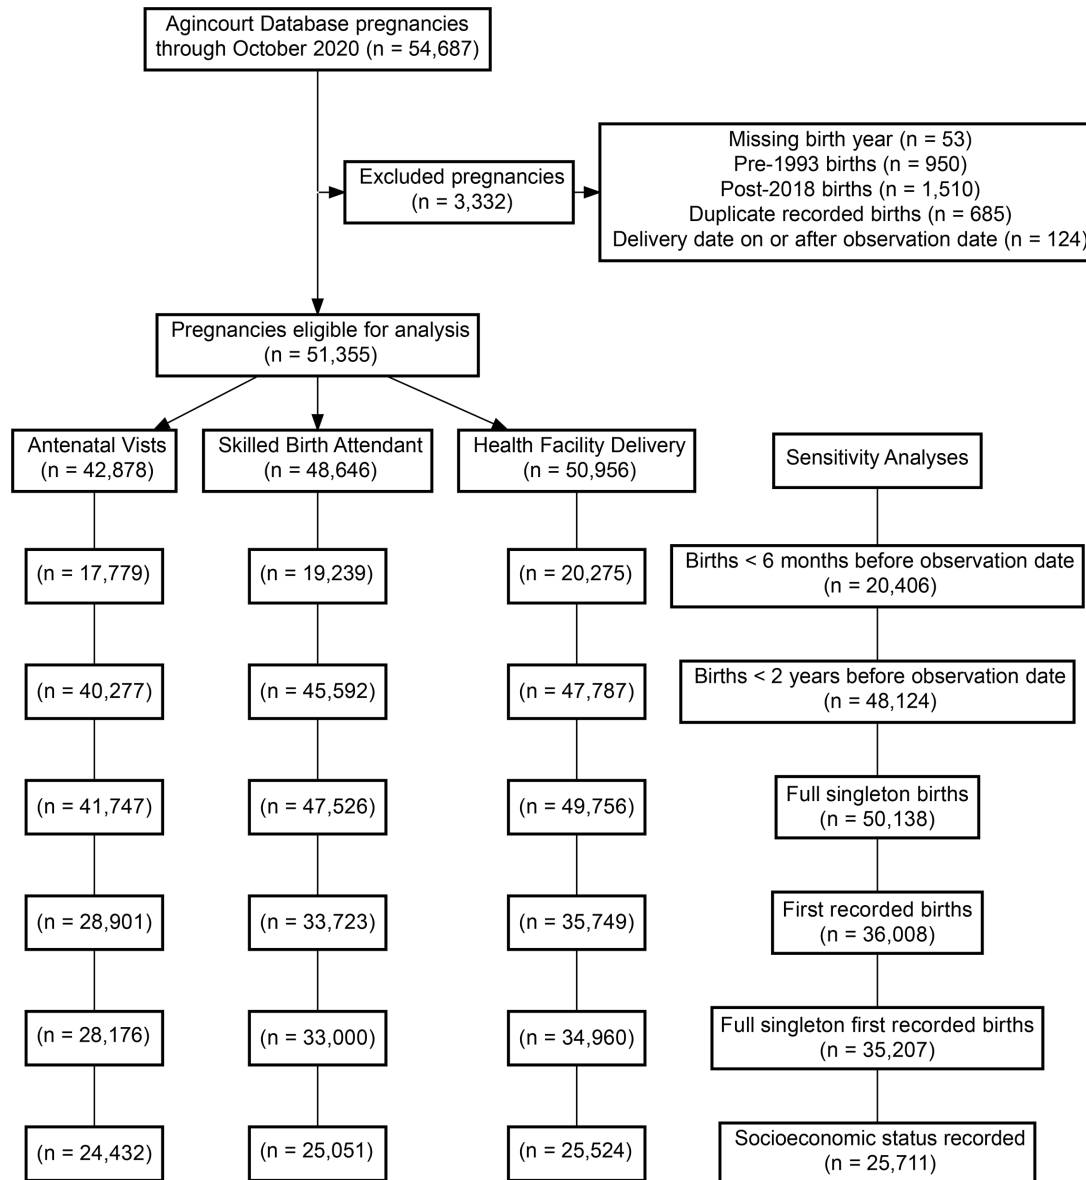 Agincourt Database pregnancies
through October 2020 (n = 54,687)
Excluded pregnancies
(n = 3,332)
Missing birth year (n = 53)
Pre-1993 births (n = 950)
Post-2018 births (n = 1,510)
Duplicate recorded births (n = 685)
Delivery date on or after observation date (n = 124)
Pregnancies eligible for analysis
(n = 51,355)
Antenatal Vists
(n = 42,878)
Skilled Birth Attendant
(n = 48,646)
Health Facility Delivery
(n = 50,956)
Sensitivity Analyses
(n = 17,779)
(n = 19,239)
(n = 20,275)
Births < 6 months before observation date
(n = 20,406)
(n = 40,277)
(n = 45,592)
(n = 47,787)
Births < 2 years before observation date
(n = 48,124)
(n = 41,747)
(n = 47,526)
(n = 49,756)
Full singleton births
(n = 50,138)
(n = 28,901)
(n = 33,723)
(n = 35,749)
First recorded births
(n = 36,008)
(n = 28,176)
(n = 33,000)
(n = 34,960)
Full singleton first recorded births
(n = 35,207)
(n = 24,432)
(n = 25,051)
(n = 25,524)
Socioeconomic status recorded
(n = 25,711)